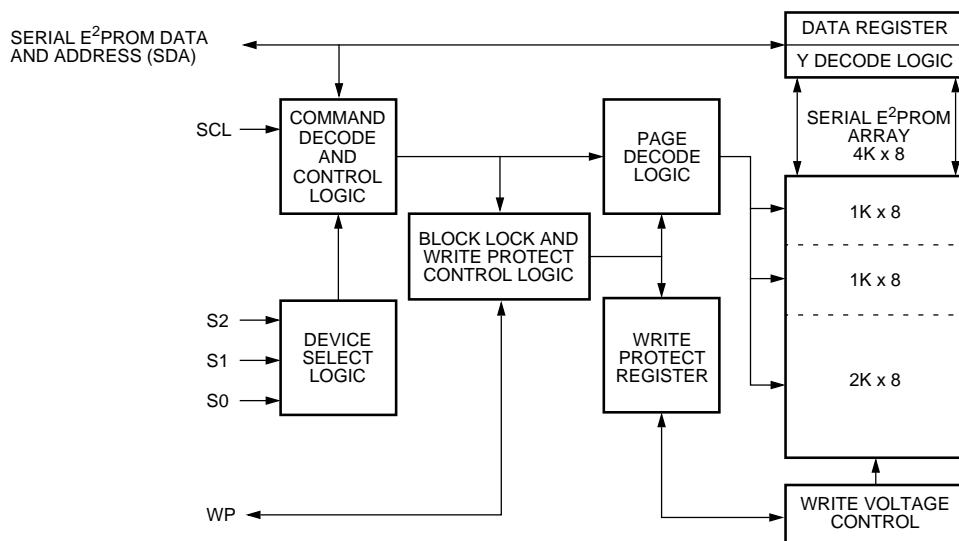 SERIAL E²PROM DATA
AND ADDRESS (SDA)
DATA REGISTER
Y DECODE LOGIC
SCL
COMMAND
DECODE
AND
CONTROL
LOGIC
PAGE
DECODE
LOGIC
SERIAL E²PROM
ARRAY
4K x 8
1K x 8
BLOCK LOCK AND
WRITE PROTECT
CONTROL LOGIC
1K x 8
S2
S1
S0
DEVICE
SELECT
LOGIC
WRITE
PROTECT
REGISTER
2K x 8
WP
WRITE VOLTAGE
CONTROL